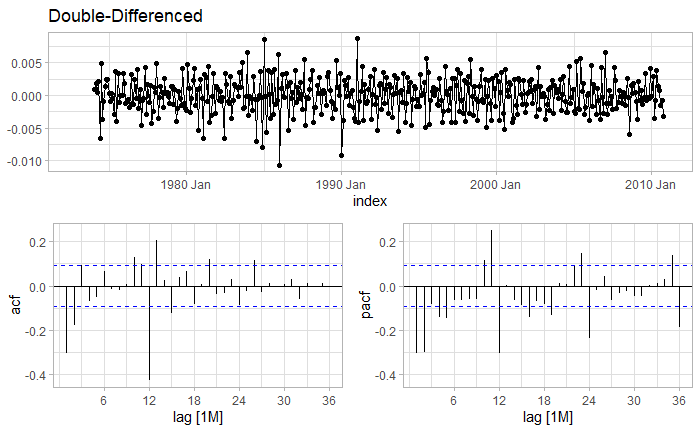 Double-Differenced
0.005
0.000
-0.005
-0.010
1980 Jan 1990 Jan 2000 Jan 2010 Jan
index
0.2
0.0
-0.2
-0.4
acf
6 12 18 24 30 36
lag [1M]
0.2
0.0
-0.2
-0.4
pacf
6 12 18 24 30 36
lag [1M]